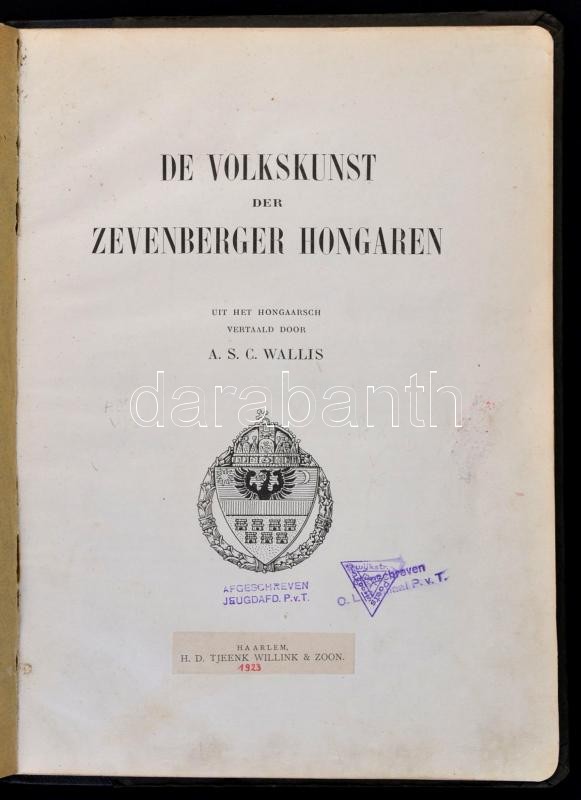 DE VOLKSKUNST
DER
ZEVENBERGER HONGAREN
UIT HET HONGAARSCH
VERTAALD DOOR
A. S. C. WALLIS
darabanth
AFGESCHREVEN
JEUGDAFD. P.v.T.
P.v.T.
HAARLEM,
H. D. TJEENK WILLINK & ZOON.
1923